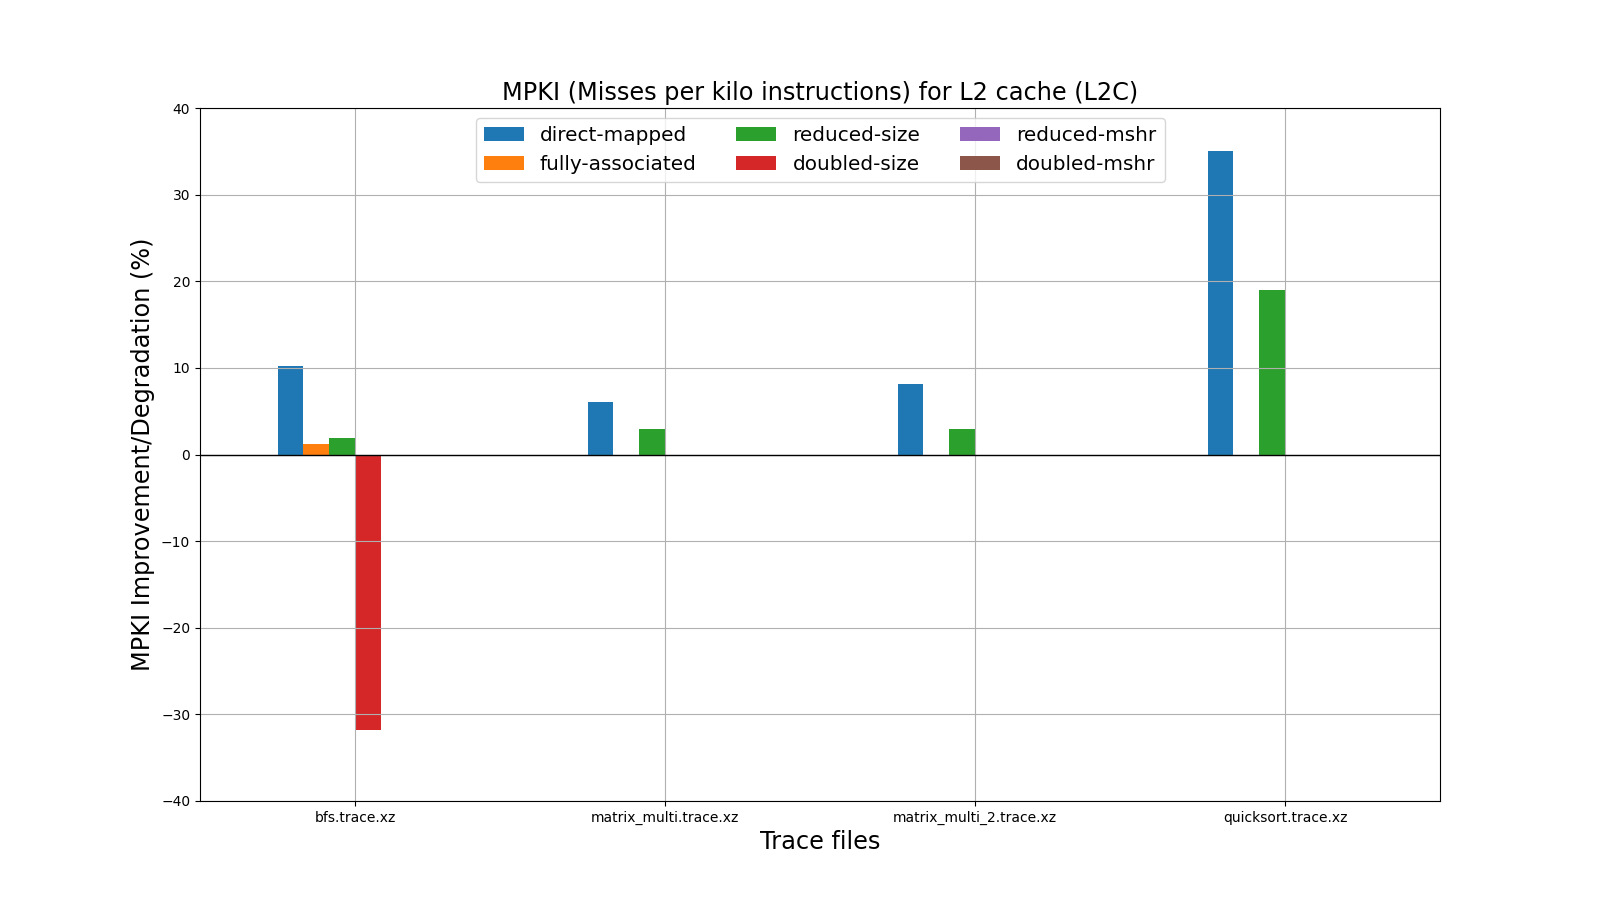 MPKI (Misses per kilo instructions) for L2 cache (L2C)
direct-mapped
fully-associated
reduced-size
doubled-size
reduced-mshr
doubled-mshr
MPKI Improvement/Degradation (%)
40
30
20
10
0
−10
−20
−30
−40
bfs.trace.xz
matrix_multi.trace.xz
matrix_multi_2.trace.xz
quicksort.trace.xz
Trace files